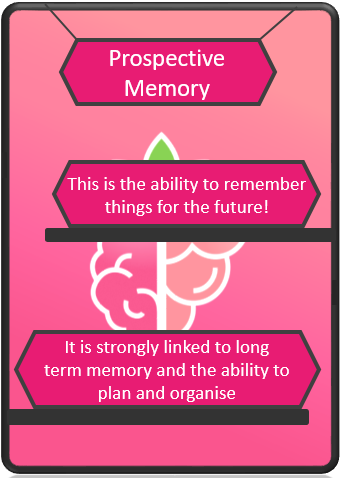 Prospective
Memory
This is the ability to remember
things for the future!
It is strongly linked to long
term memory and the ability to
plan and organise